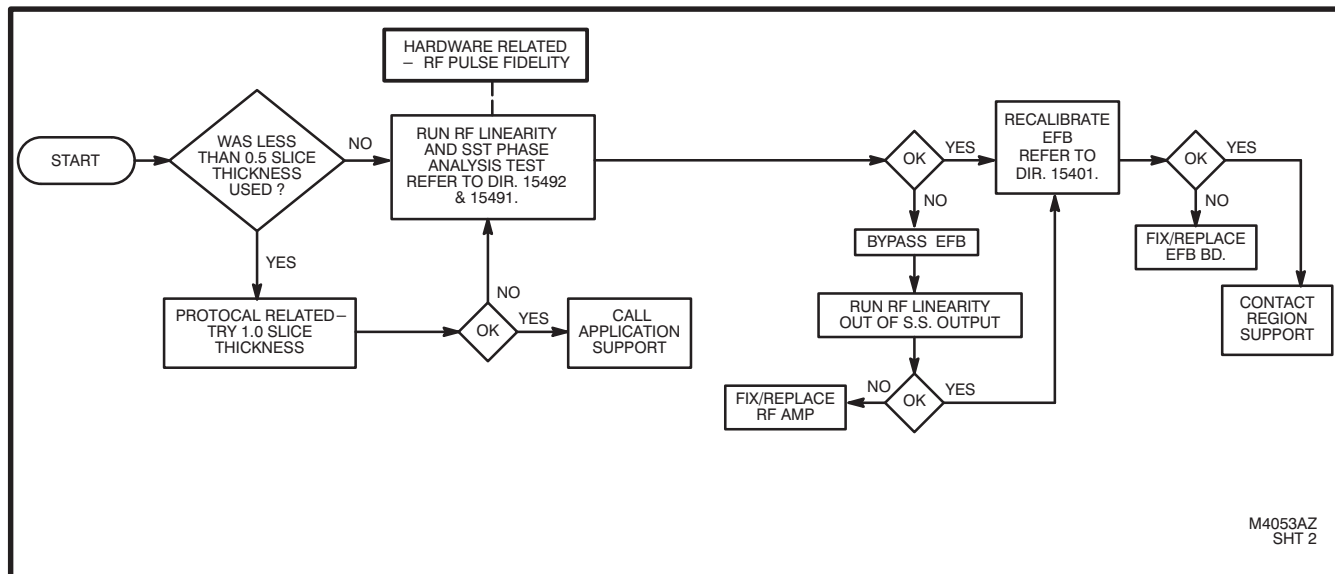 HARDWARE RELATED
– RF PULSE FIDELITY
START
WAS LESS
THAN 0.5 SLICE
THICKNESS
USED ?
NO
RUN RF LINEARITY
AND SST PHASE
ANALYSIS TEST
REFER TO DIR. 15492
& 15491.
OK
YES
RECALIBRATE
EFB
REFER TO
DIR. 15401.
OK
YES
NO
NO
BYPASS EFB
FIX/REPLACE
EFB BD.
YES
NO
PROTOCAL RELATED–
TRY 1.0 SLICE
THICKNESS
OK
YES
CALL
APPLICATION
SUPPORT
RUN RF LINEARITY
OUT OF S.S. OUTPUT
CONTACT
REGION
SUPPORT
FIX/REPLACE
RF AMP
NO
OK
YES
M4053AZ
SHT 2